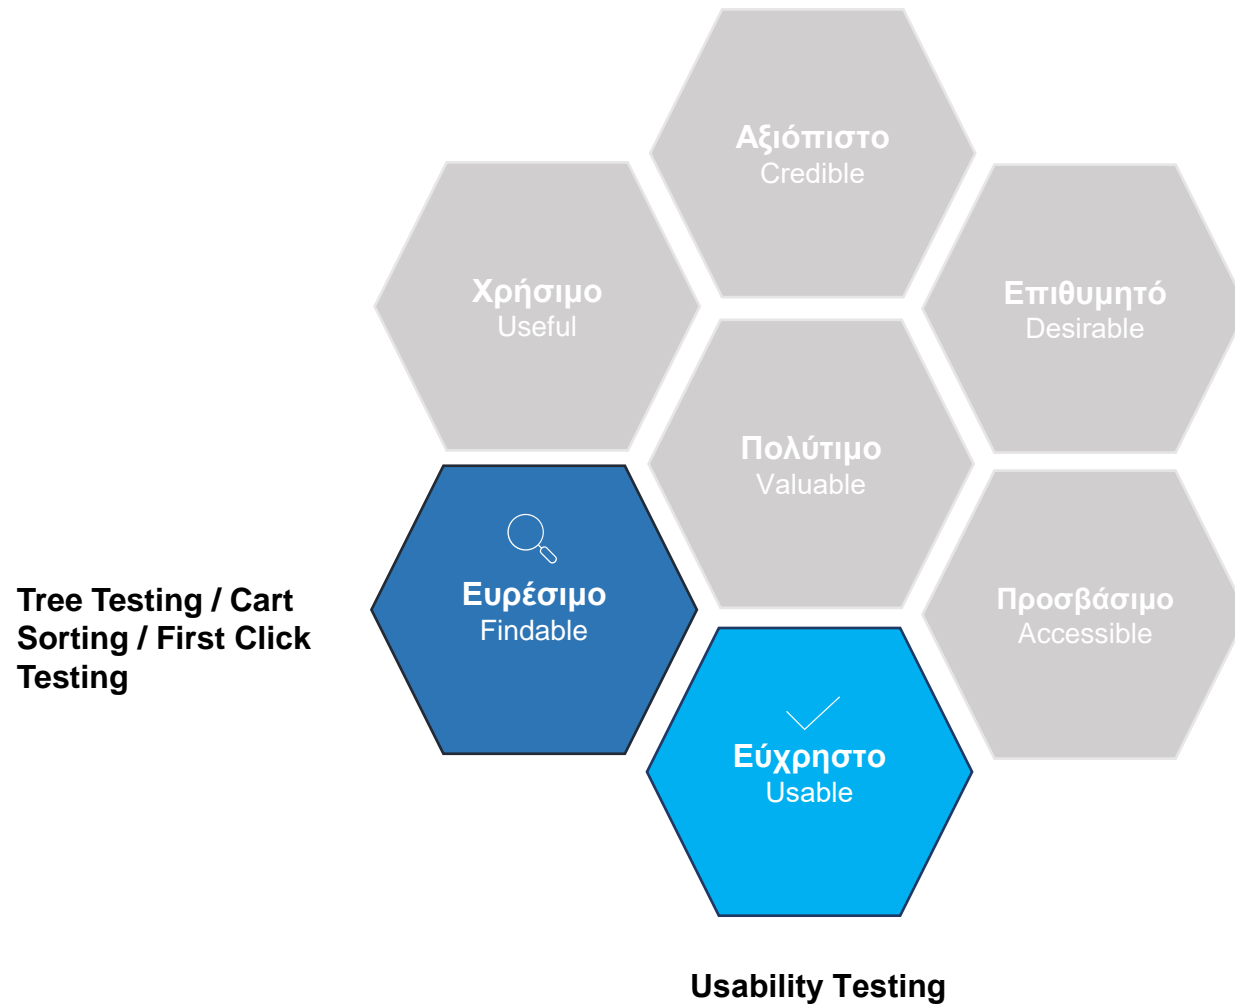 Αξιόπιστο
Credible
Χρήσιμο
Useful
Επιθυμητό
Desirable
Πολύτιμο
Valuable
Ευρέσιμο
Findable
Προσβάσιμο
Accessible
Tree Testing / Cart
Sorting / First Click
Testing
Εύχρηστο
Usable
Usability Testing